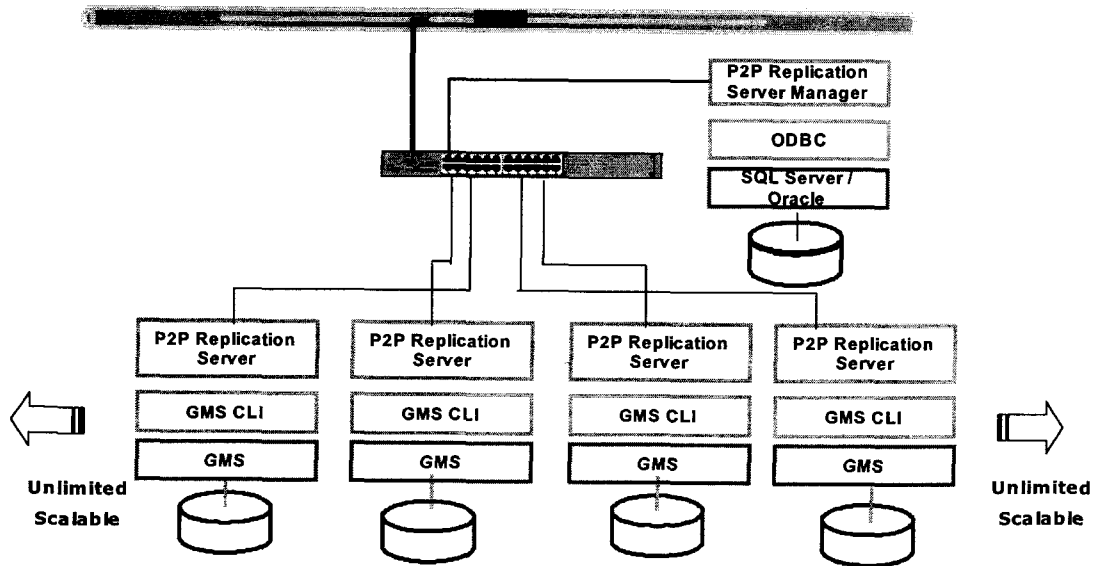 P2P Replication
Server Manager
ODBC
SQL Server /
Oracle
P2P Replication
Server
P2P Replication
Server
P2P Replication
Server
P2P Replication
Server
GMS CLI
GMS CLI
GMS CLI
GMS CLI
GMS
GMS
GMS
GMS
Unlimited
Scalable
Unlimited
Scalable